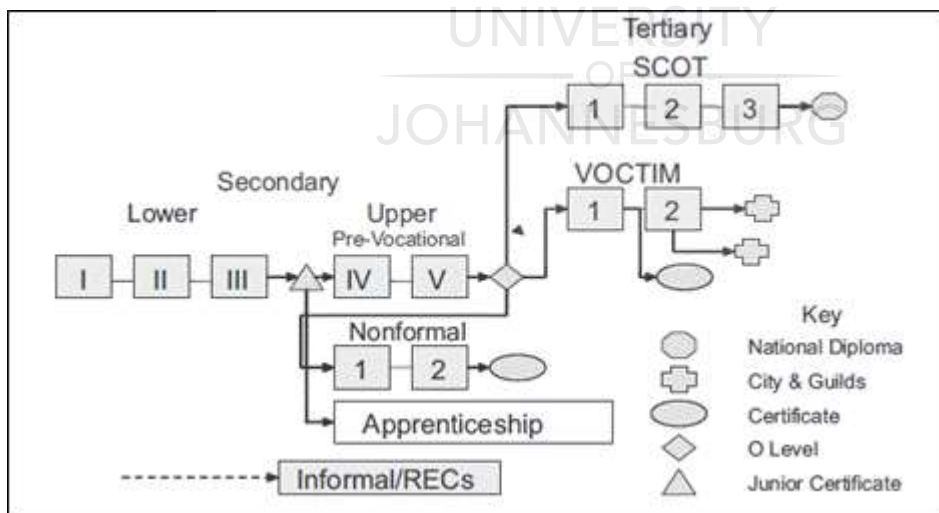 UNIVERSITY
OF
JOHANNESBURG
Tertiary
SCOT
1 2 3
VOCTIM
1 2
Secondary
Lower
Upper
Pre-Vocational
I II III IV V
Nonformal
1 2
Apprenticeship
Informal/RECs
Key
National Diploma
City & Guilds
Certificate
O Level
Junior Certificate